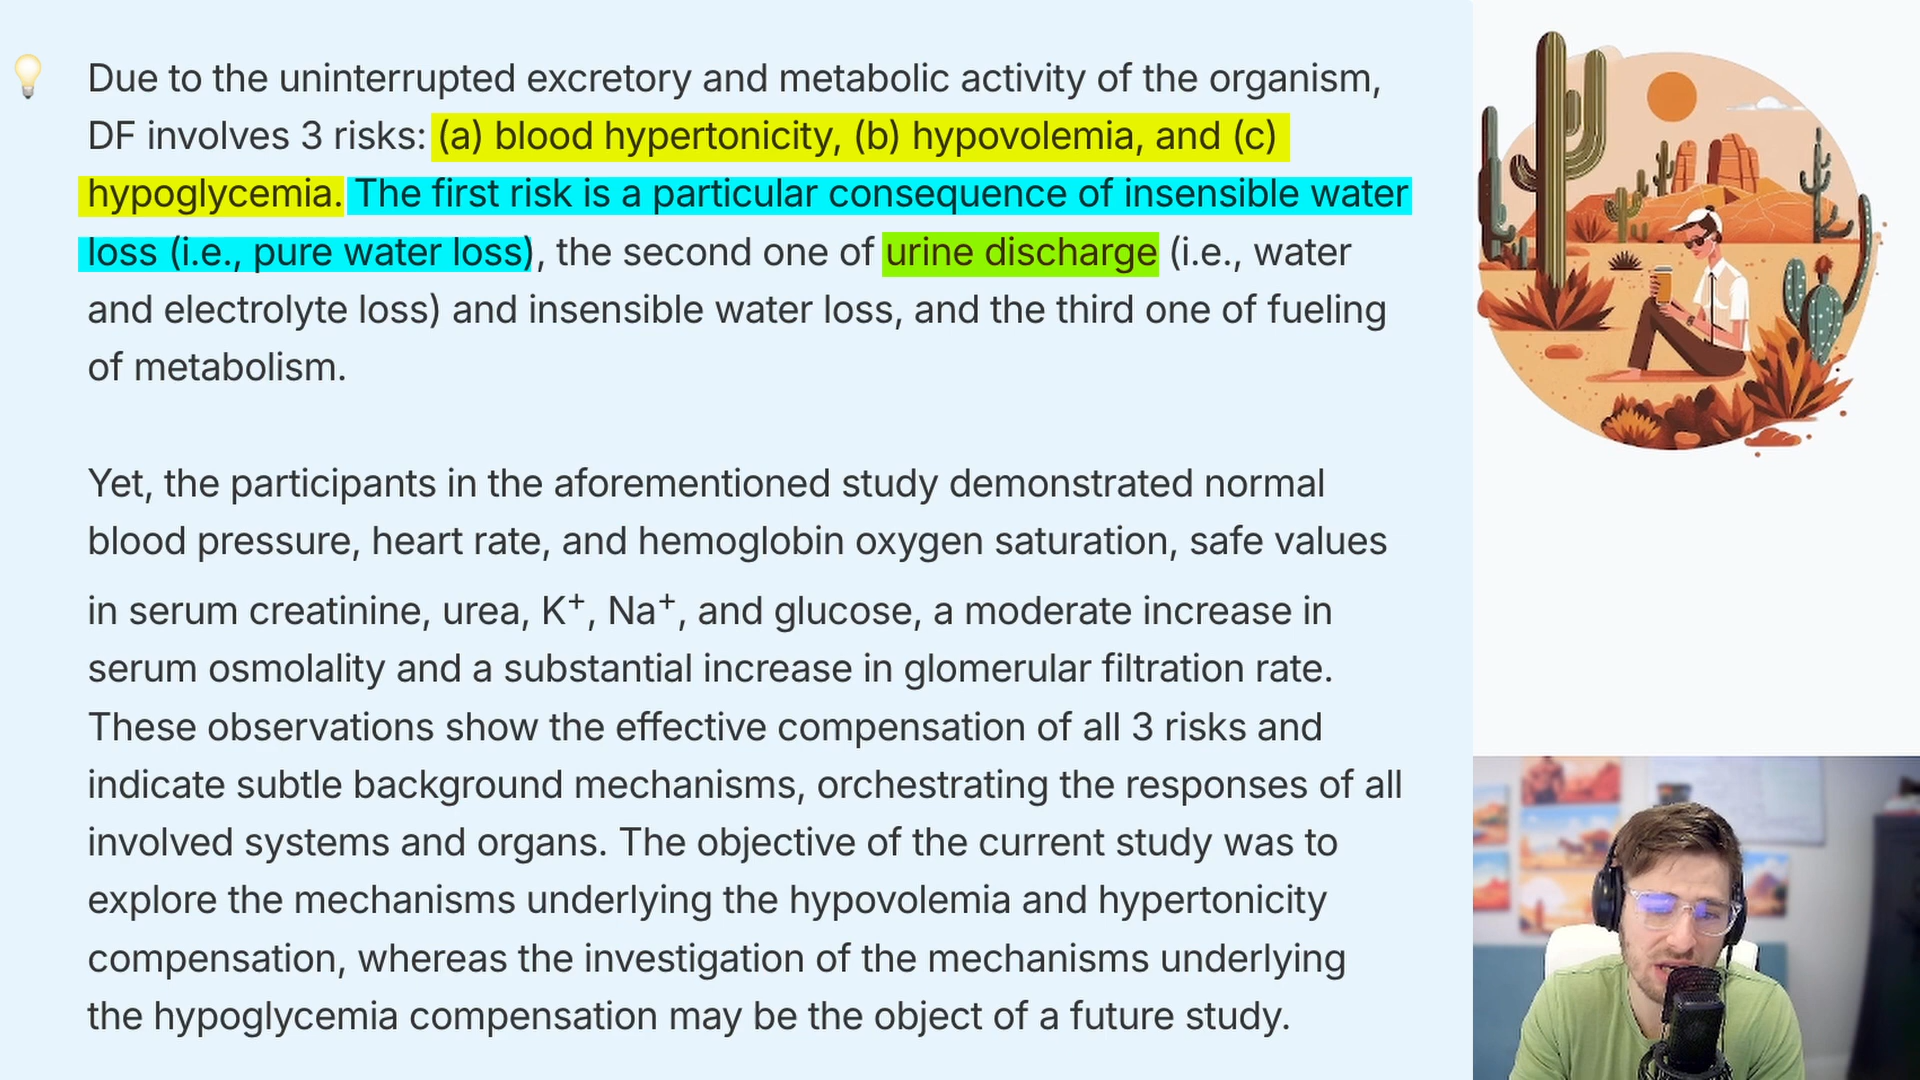 Due to the uninterrupted excretory and metabolic activity of the organism,
DF involves 3 risks: (a) blood hypertonicity, (b) hypovolemia, and (c)
hypoglycemia. The first risk is a particular consequence of insensible water
loss (i.e., pure water loss), the second one of urine discharge (i.e., water
and electrolyte loss) and insensible water loss, and the third one of fueling
of metabolism.
Yet, the participants in the aforementioned study demonstrated normal
blood pressure, heart rate, and hemoglobin oxygen saturation, safe values
in serum creatinine, urea, K⁺, Na⁺, and glucose, a moderate increase in
serum osmolality and a substantial increase in glomerular filtration rate.
These observations show the effective compensation of all 3 risks and
indicate subtle background mechanisms, orchestrating the responses of all
involved systems and organs. The objective of the current study was to
explore the mechanisms underlying the hypovolemia and hypertonicity
compensation, whereas the investigation of the mechanisms underlying
the hypoglycemia compensation may be the object of a future study.